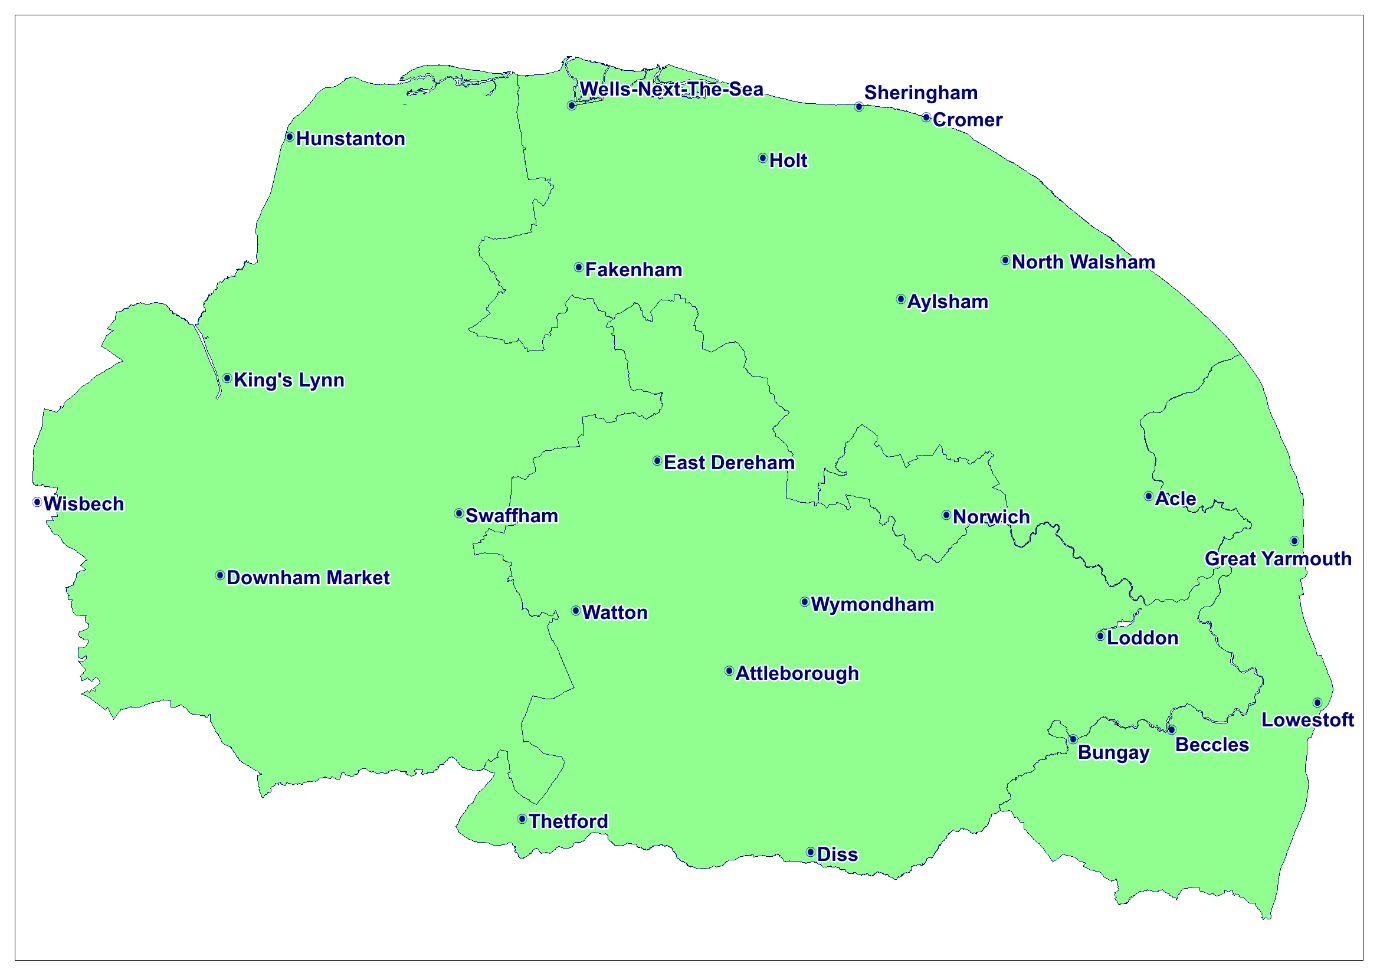 Wells-Next-The-Sea
Sheringham
Cromer
Hunstanton
Holt
Fakenham
North Walsham
Aylsham
King's Lynn
East Dereham
Wisbech
Swaffham
Acle
Norwich
Great Yarmouth
Downham Market
Watton
Wymondham
Loddon
Attleborough
Lowestoft
Bungay
Beccles
Thetford
Diss